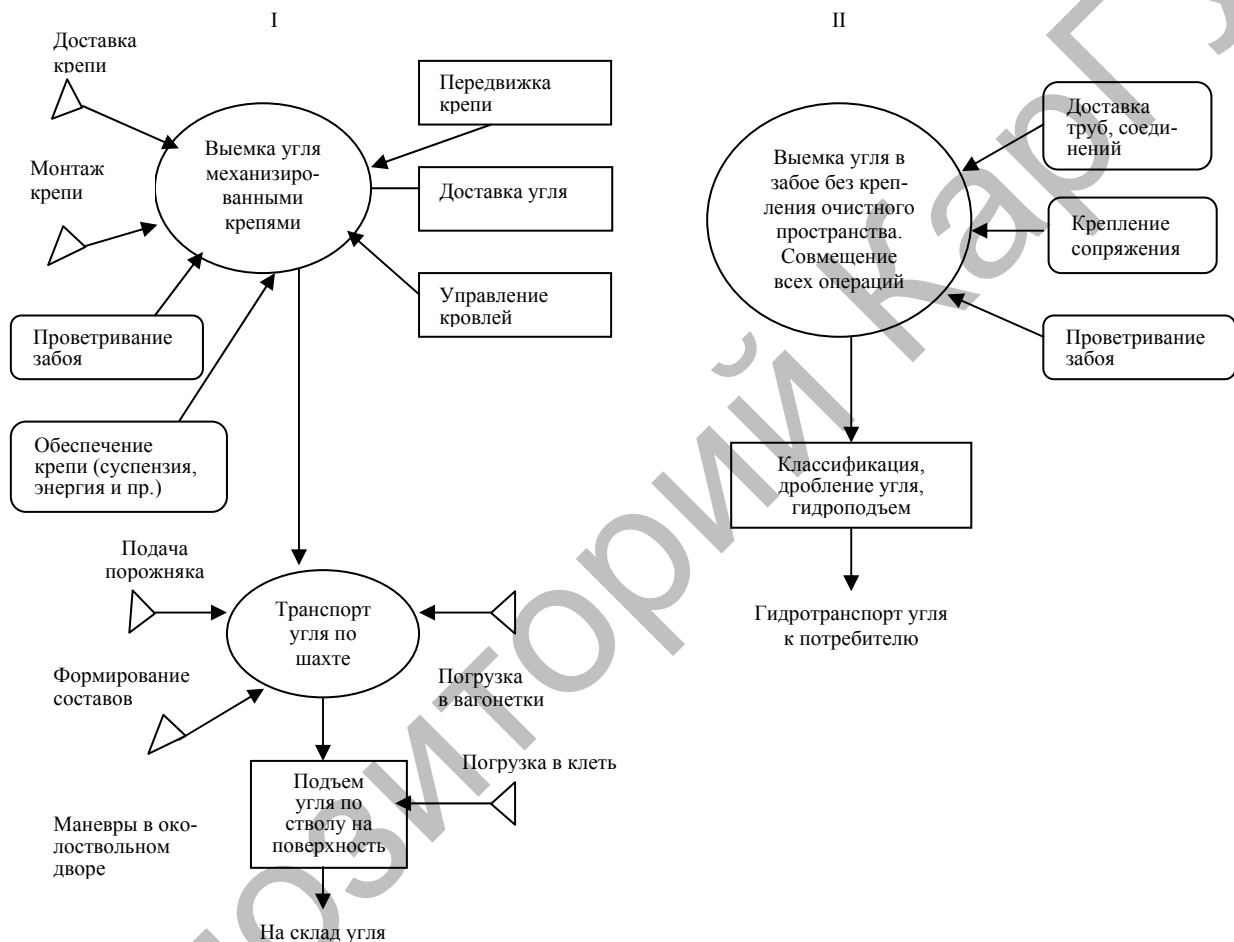 I
Доставка
крепи
Монтаж
крепи
Выемка угля
механизиро-
ванными
крепями
Передвижка
крепи
Доставка угля
Управление
кровлей
Проветривание
забоя
Обеспечение
крепи (суспензия,
энергия и пр.)
Подача
порожняка
Транспорт
угля по
шахте
Формирование
составов
Погрузка
в вагонетки
Подъем
угля по
стволу на
поверхность
Погрузка в клеть
Маневры в око-
лоствольном
дворе
На склад угля
II
Выемка угля в
забое без креп-
ления очистного
пространства.
Совмещение
всех операций
Доставка
труб, соеди-
нений
Крепление
сопряжения
Проветривание
забоя
Классификация,
дробление угля,
гидроподъем
Гидротранспорт угля
к потребителю